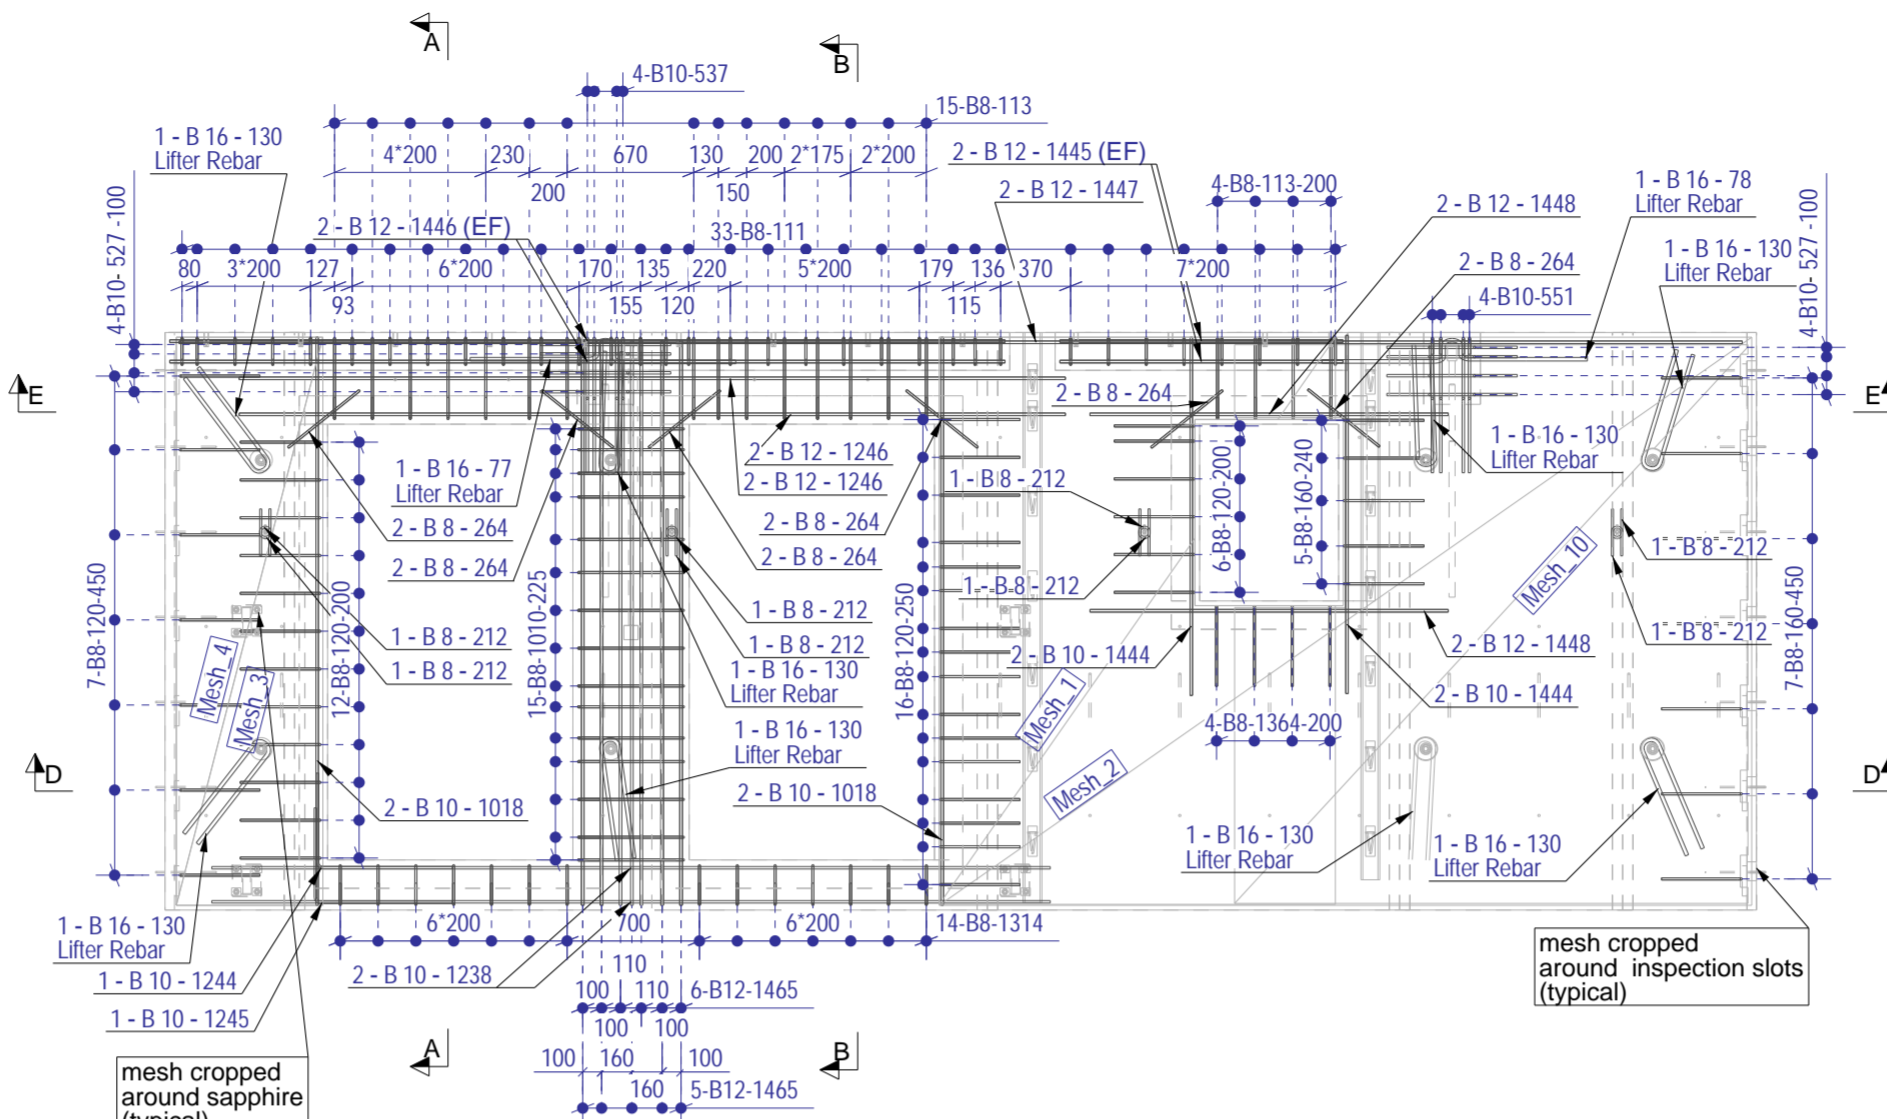 A
B
4-B10-537
15-B8-113
1 - B 16 - 130
Lifter Rebar
4*200
230
670
130
200
2*175
2*200
200
150
2 - B 12 - 1445 (EF)
2 - B 12 - 1447
4-B8-113-200
2 - B 12 - 1448
1 - B 16 - 78
Lifter Rebar
1 - B 16 - 130
Lifter Rebar
2 - B 8 - 264
4-B10-551
4-B10- 527 -100
4-B10- 527 -100
2 - B 12 - 1446 (EF)
33-B8-111
80
3*200
127
6*200
170
135
220
5*200
179
136
370
7*200
93
155
120
115
E
E
2 - B 8 - 264
2 - B 12 - 1246
2 - B 12 - 1246
1 - B 16 - 77
Lifter Rebar
2 - B 8 - 264
2 - B 8 - 264
2 - B 8 - 264
2 - B 8 - 264
1 - B 8 - 212
1 - B 8 - 212
6-B8-120-200
5-B8-160-240
1 - B 16 - 130
Lifter Rebar
Mesh_10
1 - B 8 - 212
1 - B 8 - 212
7-B8-120-450
Mesh_4
Mesh_3
12-B8-120-200
1 - B 8 - 212
1 - B 8 - 212
15-B8-1010-225
1 - B 8 - 212
1 - B 8 - 212
1 - B 16 - 130
Lifter Rebar
16-B8-120-250
2 - B 10 - 1444
2 - B 12 - 1448
2 - B 10 - 1444
7-B8-160-450
Mesh_1
Mesh_2
4-B8-1364-200
D
D
1 - B 16 - 130
Lifter Rebar
2 - B 10 - 1018
2 - B 10 - 1018
1 - B 16 - 130
Lifter Rebar
1 - B 16 - 130
Lifter Rebar
1 - B 16 - 130
Lifter Rebar
6*200
700
6*200
14-B8-1314
1 - B 10 - 1244
1 - B 10 - 1245
2 - B 10 - 1238
110
100
110
6-B12-1465
100
100
100
160
100
160
5-B12-1465
A
B
mesh cropped
around inspection slots
(typical)
mesh cropped
around sapphire
(typical)